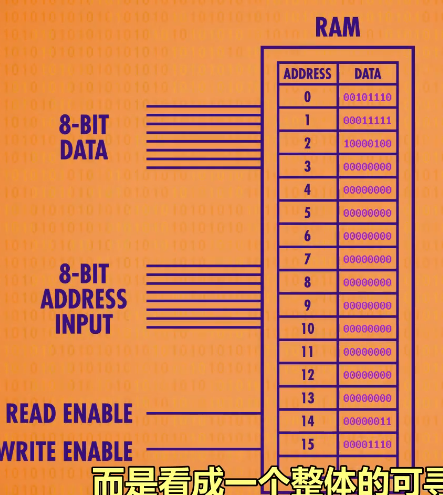 RAM
ADDRESS DATA
0 00101110
1 00011111
2 10000100
3 00000000
4 00000000
5 00000000
6 00000000
7 00000000
8 00000000
9 00000000
10 00000000
11 00000000
12 00000000
13 00000000
14 00000011
15 00001110
8-BIT
DATA
8-BIT
ADDRESS
INPUT
READ ENABLE
WRITE ENABLE
而是看成一个整体的可寻